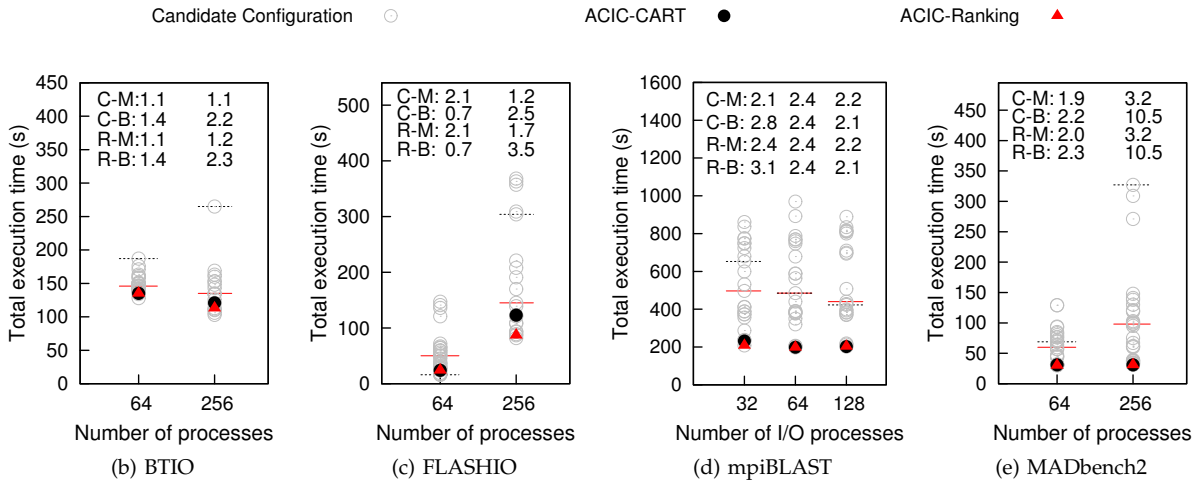 Candidate Configuration ACIC-CART ACIC-Ranking
Total execution time (s)
450
400
350
300
250
200
150
100
50
0
C-M:1.1 1.1
C-B: 1.4 2.2
R-M:1.1 1.2
R-B: 1.4 2.3
64 256
Number of processes
(b) BTIO
Total execution time (s)
500
400
300
200
100
0
C-M: 2.1 1.2
C-B: 0.7 2.5
R-M: 2.1 1.7
R-B: 0.7 3.5
64 256
Number of processes
(c) FLASHIO
Total execution time (s)
1600
1400
1200
1000
800
600
400
200
0
C-M: 2.1 2.4 2.2
C-B: 2.8 2.4 2.1
R-M: 2.4 2.4 2.2
R-B: 3.1 2.4 2.1
32 64 128
Number of I/O processes
(d) mpiBLAST
Total execution time (s)
450
400
350
300
250
200
150
100
50
0
C-M: 1.9 3.2
C-B: 2.2 10.5
R-M: 2.0 3.2
R-B: 2.3 10.5
64 256
Number of processes
(e) MADbench2